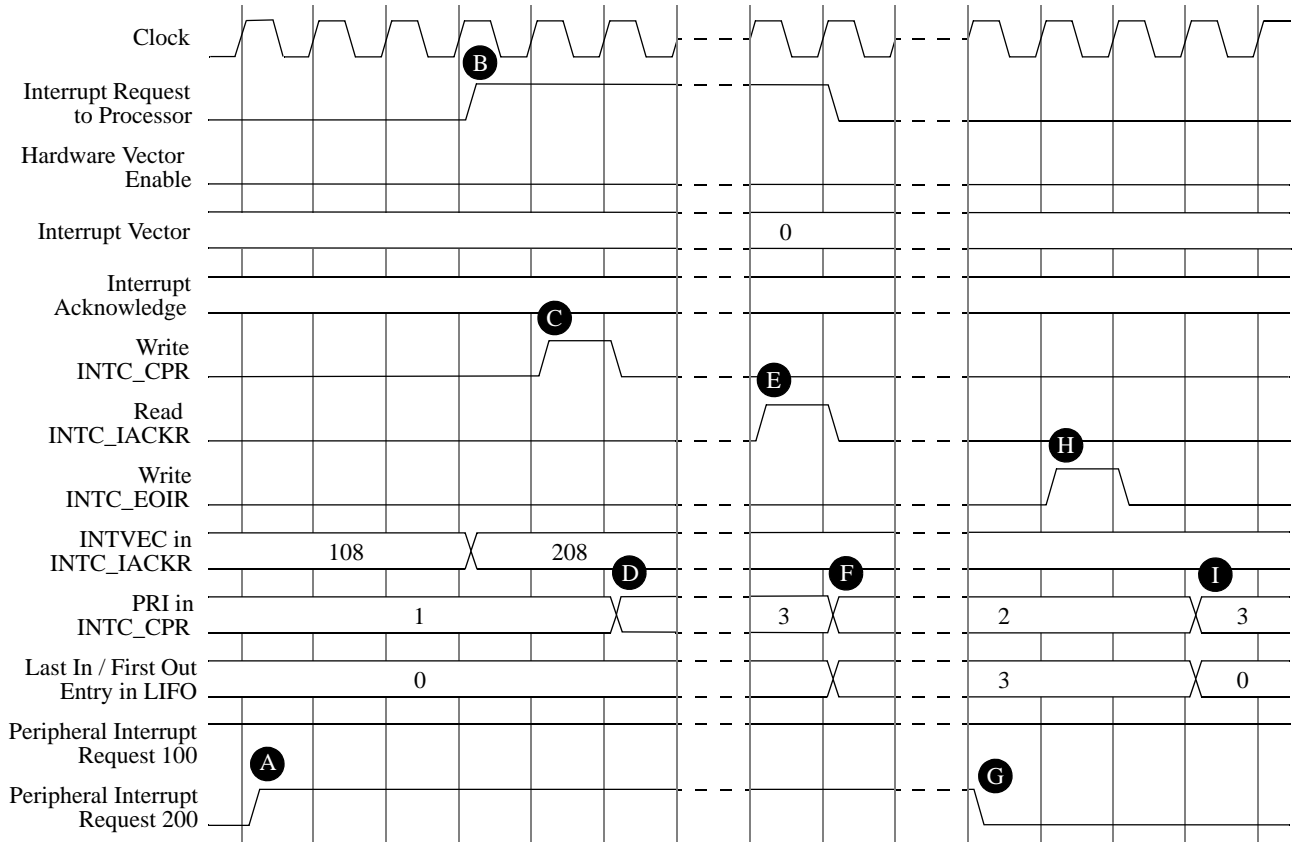 Clock
B
Interrupt Request
to Processor
Hardware Vector
Enable
Interrupt Vector
0
Interrupt
Acknowledge
C
Write
INTC_CPR
E
Read
INTC_IACKR
H
Write
INTC_EOIR
INTVEC in
INTC_IACKR
108
208
D
F
I
PRI in
INTC_CPR
1
3
2
3
Last In / First Out
Entry in LIFO
0
3
0
Peripheral Interrupt
Request 100
A
G
Peripheral Interrupt
Request 200